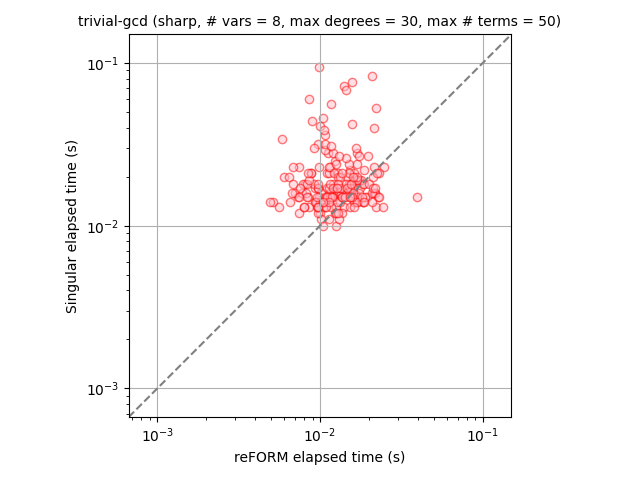 trivial-gcd (sharp, # vars = 8, max degrees = 30, max # terms = 50)
Singular elapsed time (s)
10⁻¹
10⁻²
10⁻³
10⁻³
10⁻²
10⁻¹
reFORM elapsed time (s)